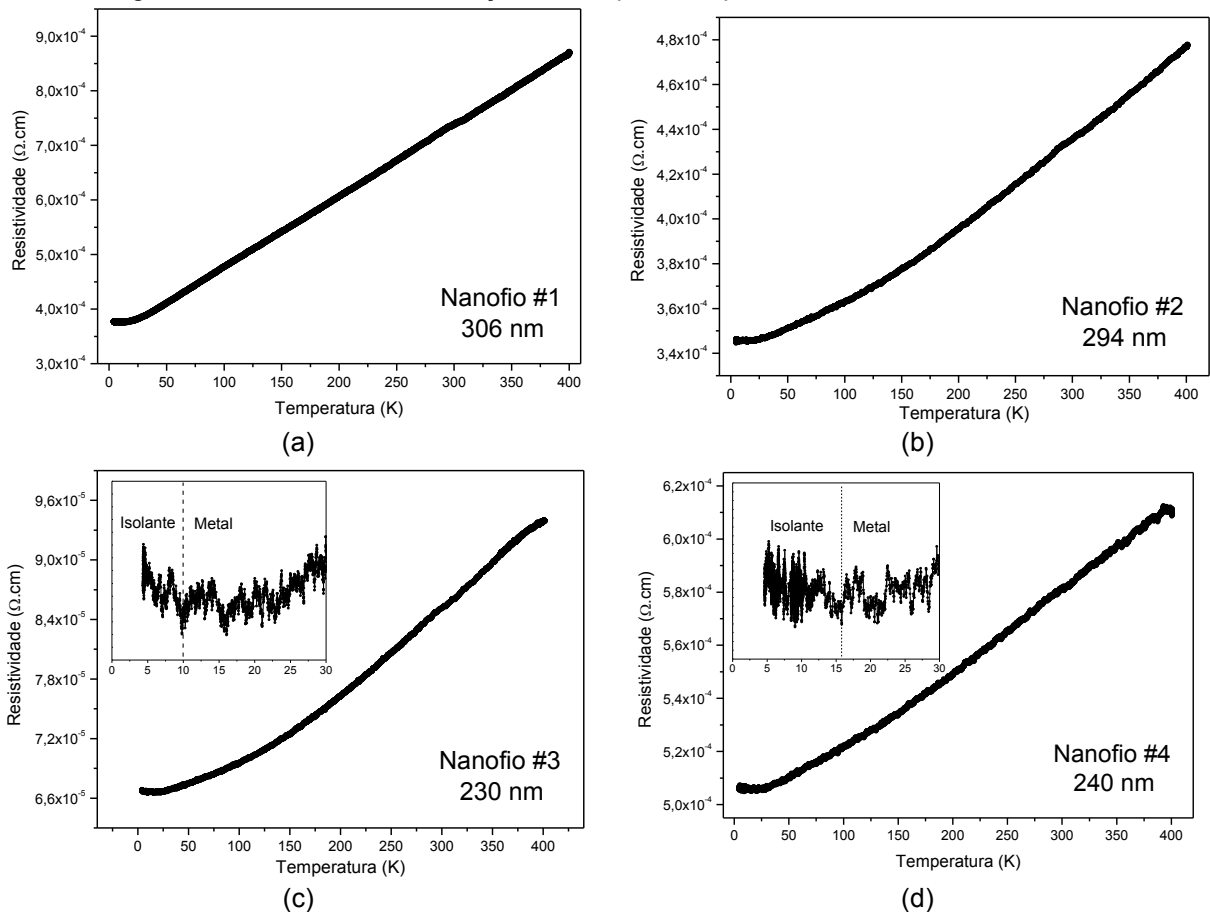 9,0x10⁻⁴
8,0x10⁻⁴
7,0x10⁻⁴
6,0x10⁻⁴
5,0x10⁻⁴
4,0x10⁻⁴
3,0x10⁻⁴
Resistividade (Ω.cm)
Nanofio #1
306 nm
0 50 100 150 200 250 300 350 400
Temperatura (K)
(a)
4,8x10⁻⁴
4,6x10⁻⁴
4,4x10⁻⁴
4,2x10⁻⁴
4,0x10⁻⁴
3,8x10⁻⁴
3,6x10⁻⁴
3,4x10⁻⁴
Resistividade (Ω.cm)
Nanofio #2
294 nm
0 50 100 150 200 250 300 350 400
Temperatura (K)
(b)
9,6x10⁻⁵
9,0x10⁻⁵
8,4x10⁻⁵
7,8x10⁻⁵
7,2x10⁻⁵
6,6x10⁻⁵
Resistividade (Ω.cm)
Isolante Metal
0 5 10 15 20 25 30
Nanofio #3
230 nm
0 50 100 150 200 250 300 350 400
Temperatura (K)
(c)
6,2x10⁻⁴
6,0x10⁻⁴
5,8x10⁻⁴
5,6x10⁻⁴
5,4x10⁻⁴
5,2x10⁻⁴
5,0x10⁻⁴
Resistividade (Ω.cm)
Isolante Metal
0 5 10 15 20 25 30
Nanofio #4
240 nm
0 50 100 150 200 250 300 350 400
Temperatura (K)
(d)